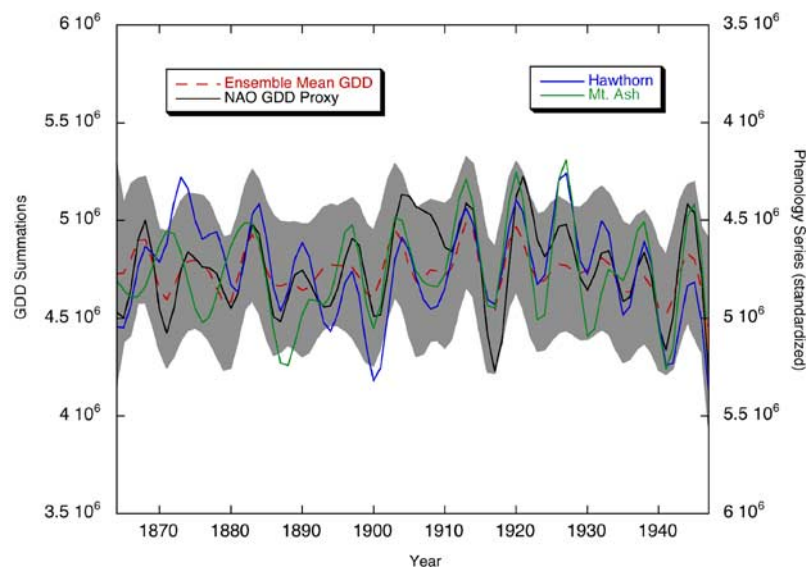 6 10⁶
5.5 10⁶
5 10⁶
4.5 10⁶
4 10⁶
3.5 10⁶
GDD Summations
Ensemble Mean GDD
NAO GDD Proxy
Hawthorn
Mt. Ash
3.5 10⁶
4 10⁶
4.5 10⁶
5 10⁶
5.5 10⁶
6 10⁶
Phenology Series (standardized)
1870 1880 1890 1900 1910 1920 1930 1940
Year